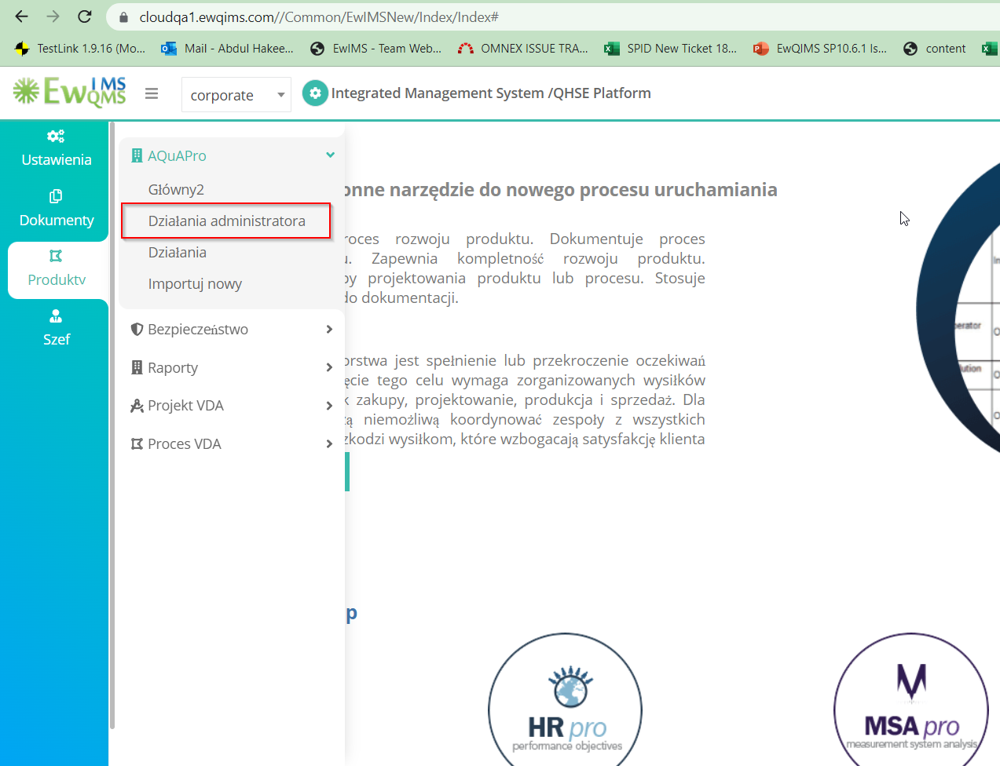 cloudqa1.ewqims.com//Common/EwIMSNew/Index/Index#
TestLink 1.9.16 (Mo...
Mail - Abdul Hakee...
EwIMS - Team Web...
OMNEX ISSUE TRA...
SPID New Ticket 18...
EwQIMS SP10.6.1 Is...
content
Ew IMS QMS
corporate
Integrated Management System /QHSE Platform
Ustawienia
Dokumenty
Produkty
Szef
AQuAPro
Główny2
Działania administratora
Działania
Importuj nowy
Bezpieczeństwo
Raporty
Projekt VDA
Proces VDA
onne narzędzie do nowego procesu uruchamiania
roces rozwoju produktu. Dokumentuje proces
u. Zapewnia kompletność rozwoju produktu.
by projektowania produktu lub procesu. Stosuje
do dokumentacji.
orstwa jest spełnienie lub przekroczenie oczekiwań
ęcie tego celu wymaga zorganizowanych wysiłków
k zakupy, projektowanie, produkcja i sprzedaż. Dla
zą niemożliwą koordynować zespoły z wszystkich
zkodzi wysiłkom, które wzbogacają satysfakcję klienta
p
HR pro
performance objectives
MSA pro
measurement system analysis
erator
ution